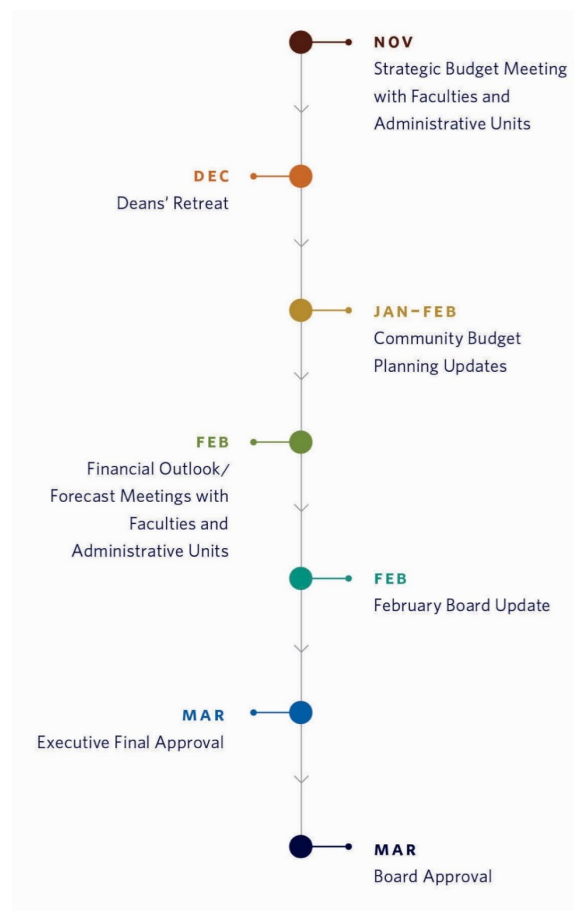 NOV
Strategic Budget Meeting
with Faculties and
Administrative Units
DEC
Deans’ Retreat
JAN–FEB
Community Budget
Planning Updates
FEB
Financial Outlook/
Forecast Meetings with
Faculties and
Administrative Units
FEB
February Board Update
MAR
Executive Final Approval
MAR
Board Approval